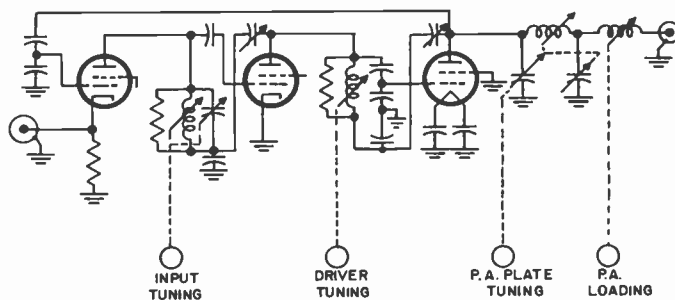 INPUT
TUNING
DRIVER
TUNING
P.A. PLATE
TUNING
P.A.
LOADING